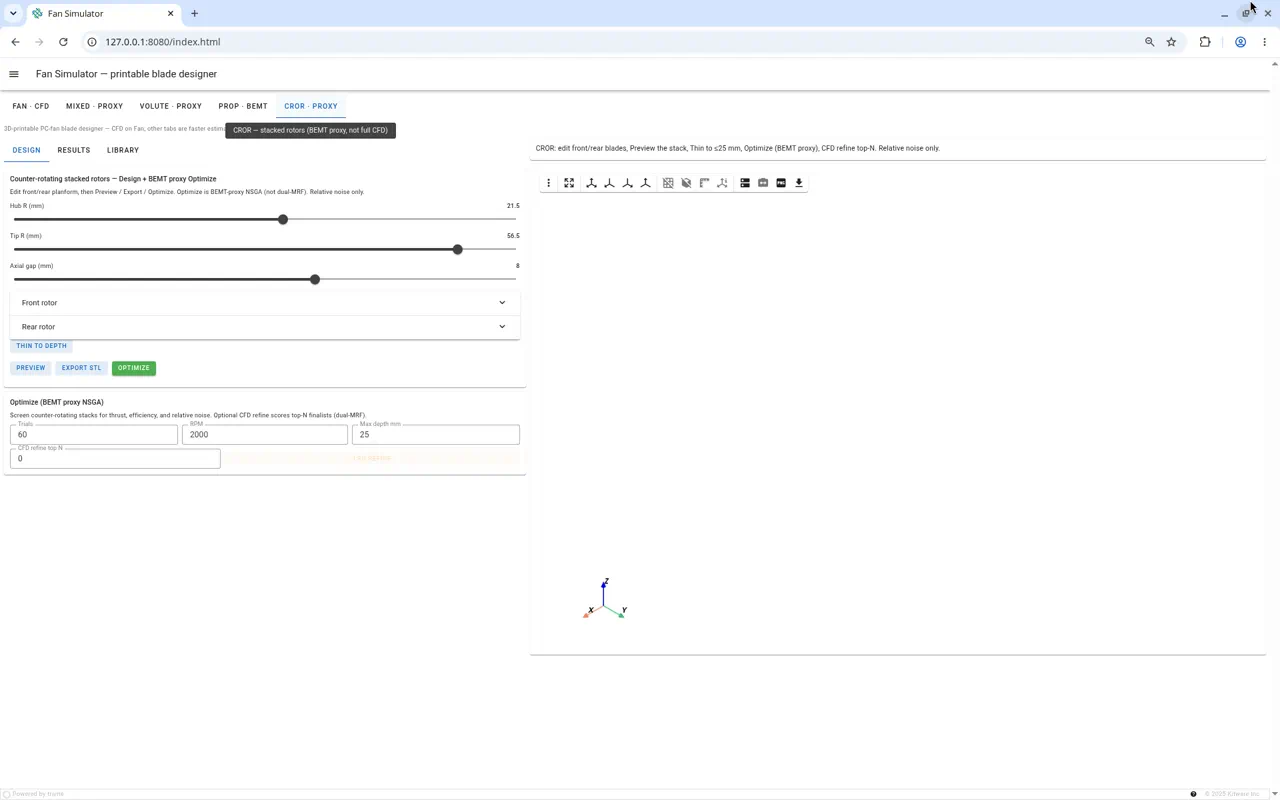 Fan Simulator
127.0.0.1:8080/index.html
Fan Simulator — printable blade designer
FAN · CFD
MIXED · PROXY
VOLUTE · PROXY
PROP · BEMT
CROR · PROXY
3D-printable PC-fan blade designer — CFD on Fan, other tabs are faster
CROR — stacked rotors (BEMT proxy, not full CFD)
DESIGN
RESULTS
LIBRARY
CROR: edit front/rear blades, Preview the stack, Thin to ≤25 mm, Optimize (BEMT proxy), CFD refine top-N. Relative noise only.
Counter-rotating stacked rotors — Design + BEMT proxy Optimize
Edit front/rear planform, then Preview / Export / Optimize. Optimize is BEMT-proxy NSGA (not dual-MRF). Relative noise only.
Hub R (mm)
21.5
Tip R (mm)
56.5
Axial gap (mm)
8
Front rotor
Rear rotor
THIN TO DEPTH
PREVIEW
EXPORT STL
OPTIMIZE
Optimize (BEMT proxy NSGA)
Screen counter-rotating stacks for thrust, efficiency, and relative noise. Optional CFD refine scores top-N finalists (dual-MRF).
Trials
60
RPM
2000
Max depth mm
25
CFD refine top N
0
Z
X
Y
Powered by trame
© 2025 Kitware Inc.